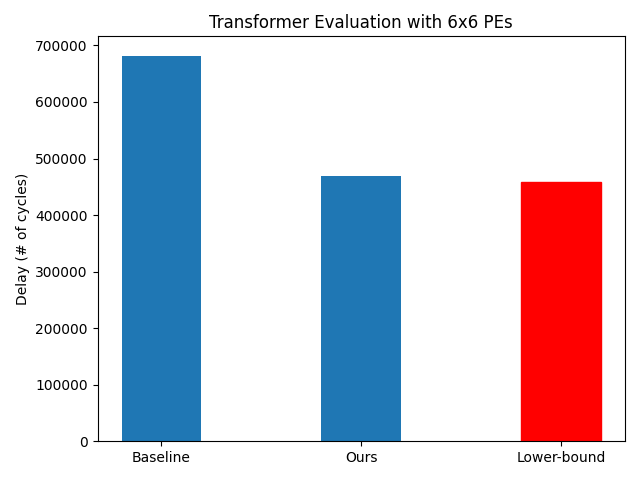 Transformer Evaluation with 6x6 PEs
Delay (# of cycles)
700000
600000
500000
400000
300000
200000
100000
0
Baseline
Ours
Lower-bound